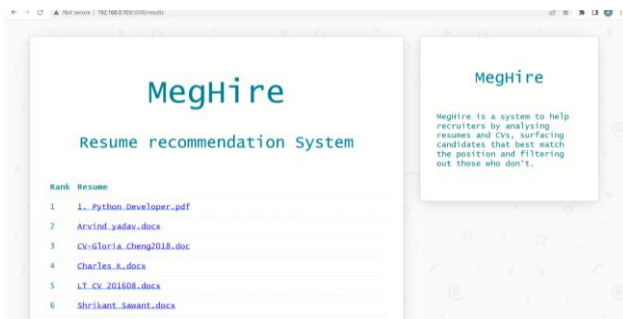 Not secure | 192.168.0.103:5000/results
MegHire
Resume recommendation System
Rank Resume
1 1. Python Developer.pdf
2 Arvind yadav.docx
3 CV-Gloria Cheng2018.doc
4 Charles K.docx
5 LT CV 201608.docx
6 Shrikant Sawant.docx
MegHire
MegHire is a system to help
recruiters by analysing
resumes and CVs, surfacing
candidates that best match
the position and filtering
out those who don't.